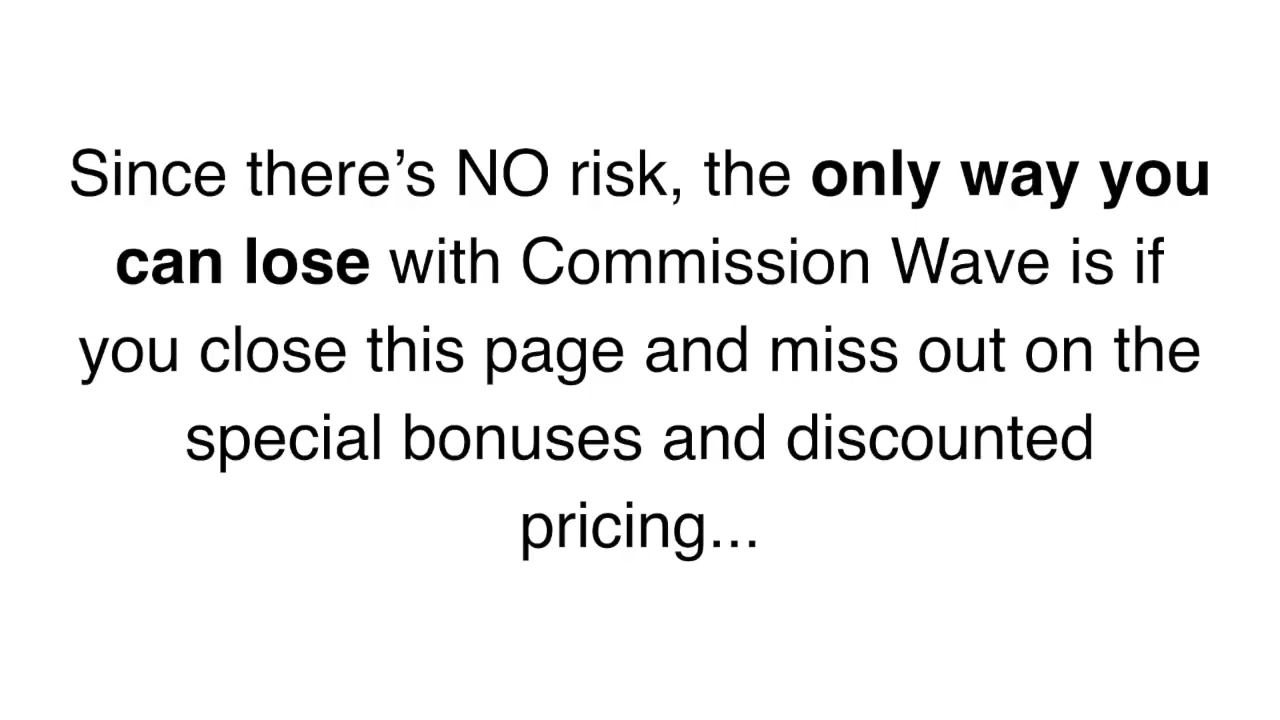 Since there’s NO risk, the only way you
can lose with Commission Wave is if
you close this page and miss out on the
special bonuses and discounted
pricing...